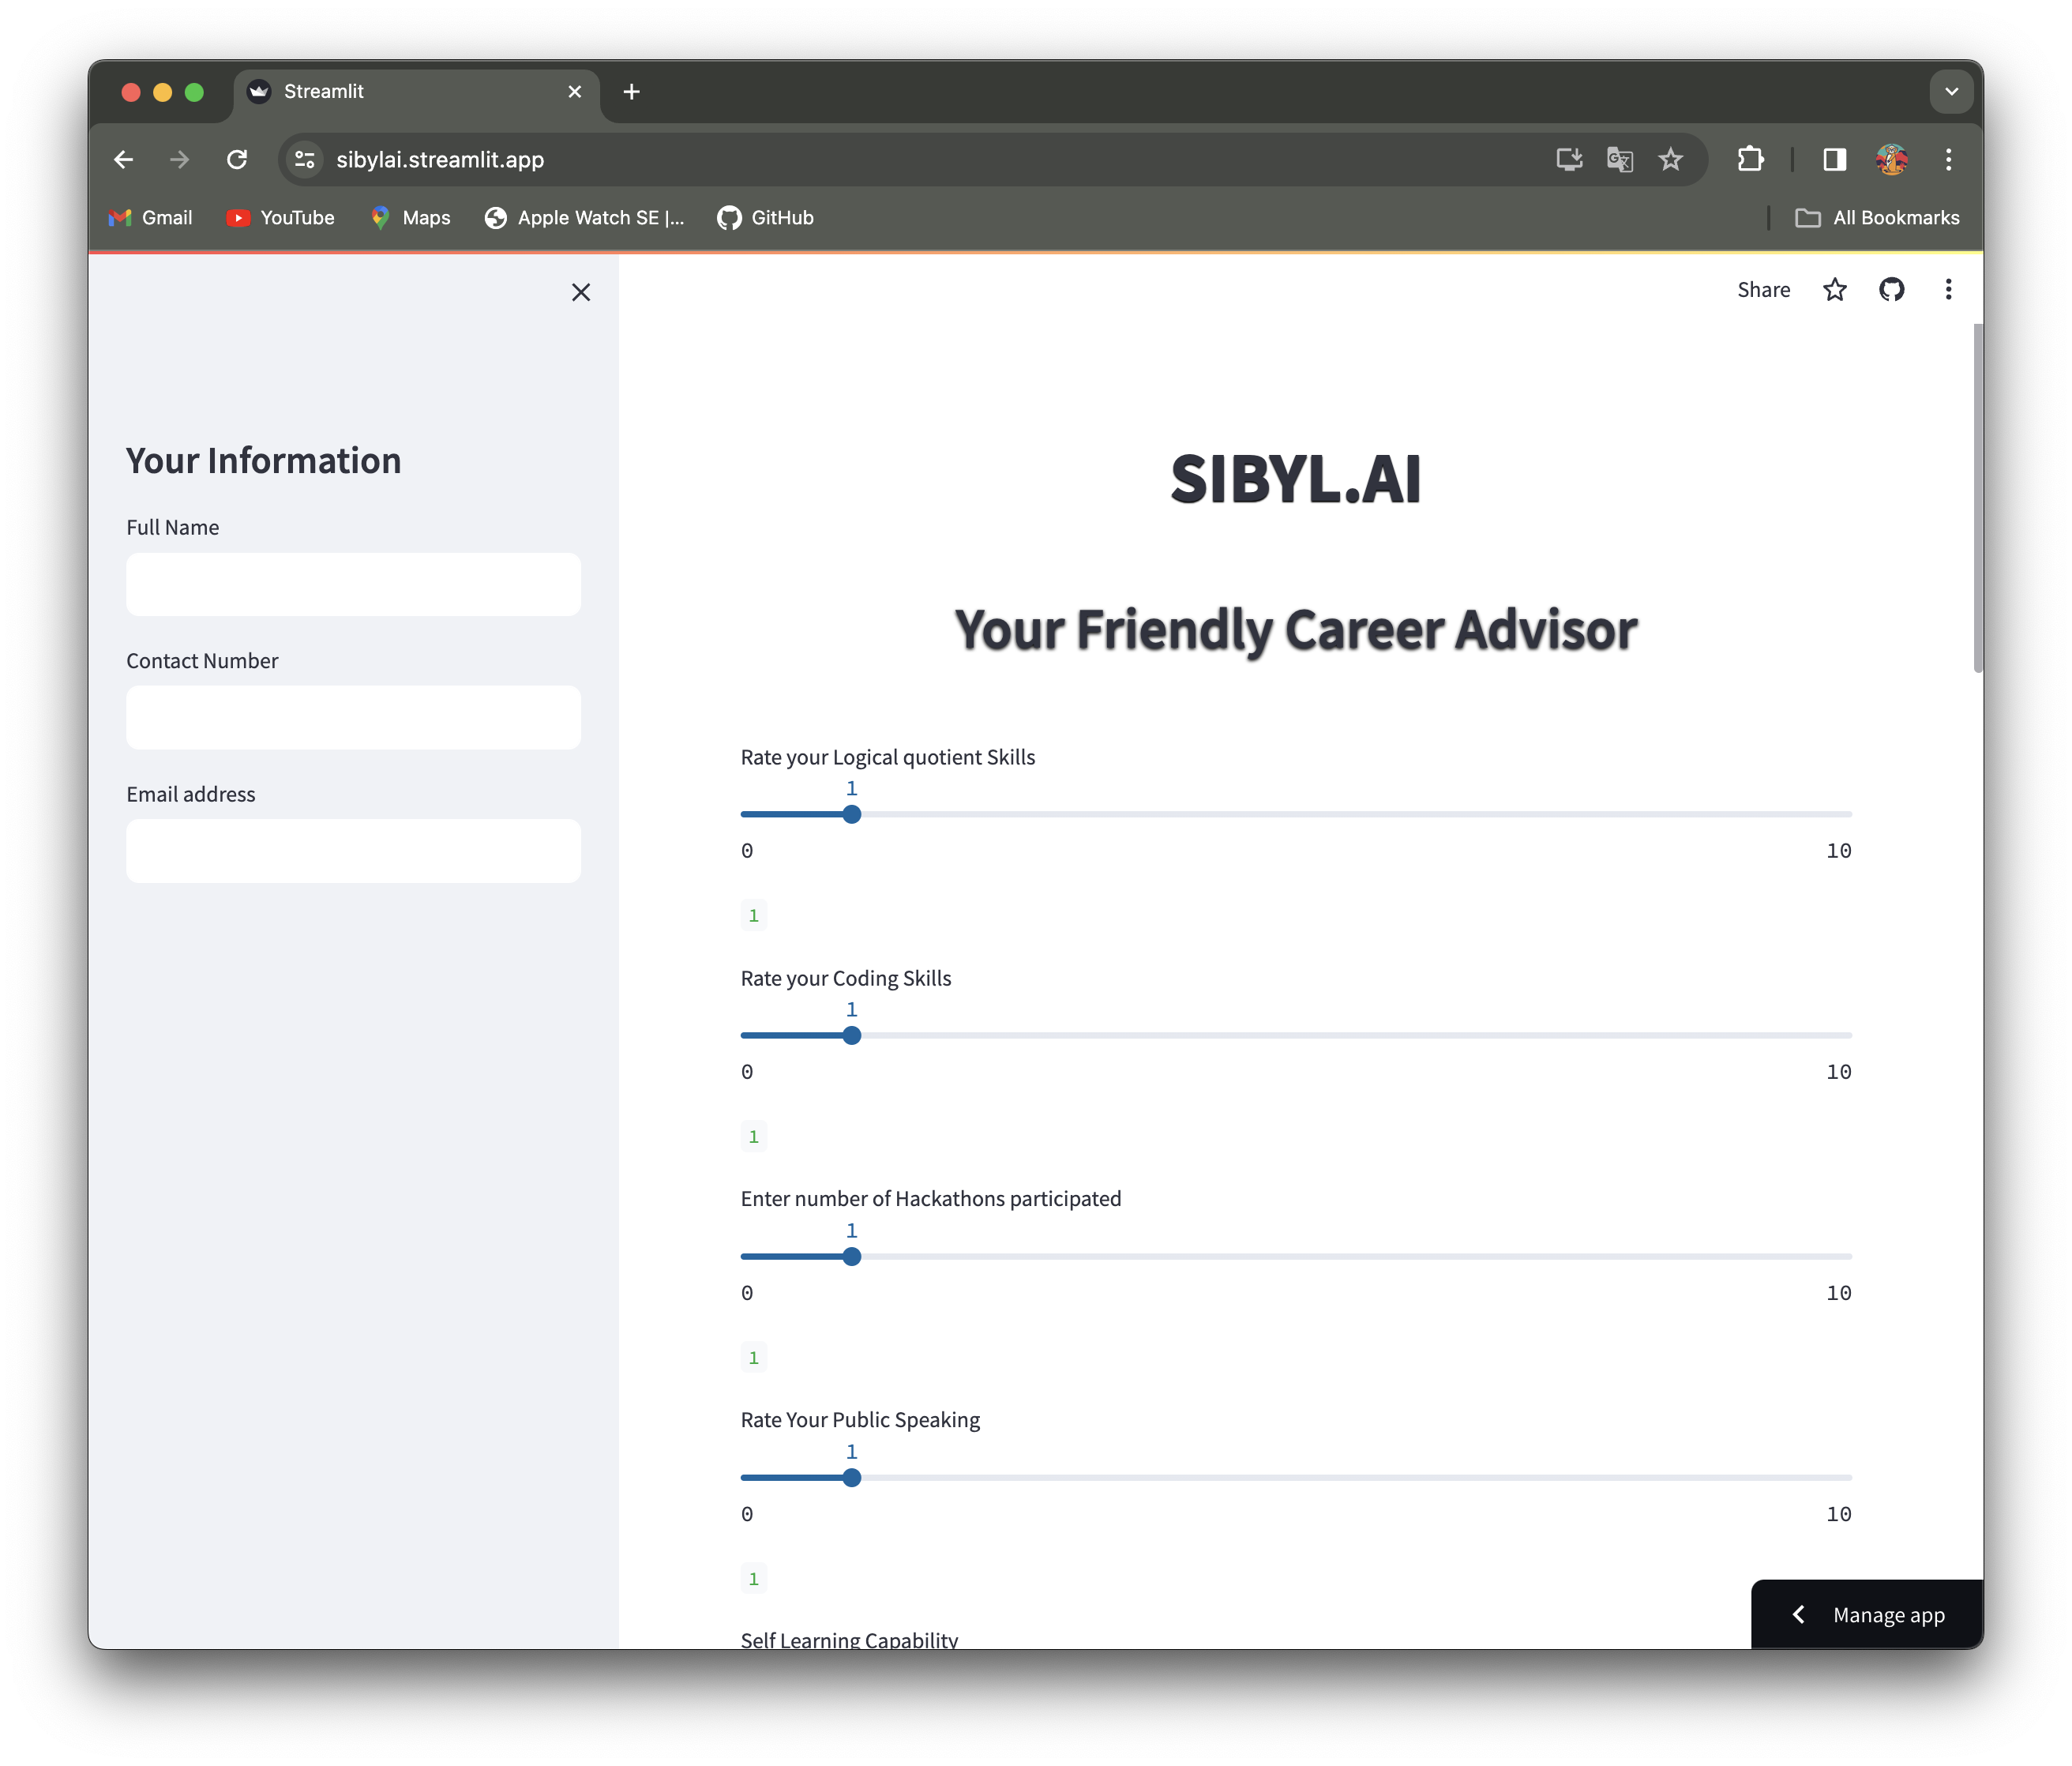 Streamlit
sibylai.streamlit.app
Gmail YouTube Maps Apple Watch SE |... GitHub All Bookmarks
Share
Your Information
Full Name
Contact Number
Email address
SIBYL.AI
Your Friendly Career Advisor
Rate your Logical quotient Skills
1
0 10
1
Rate your Coding Skills
1
0 10
1
Enter number of Hackathons participated
1
0 10
1
Rate Your Public Speaking
1
0 10
1
Self Learning Capability
Manage app